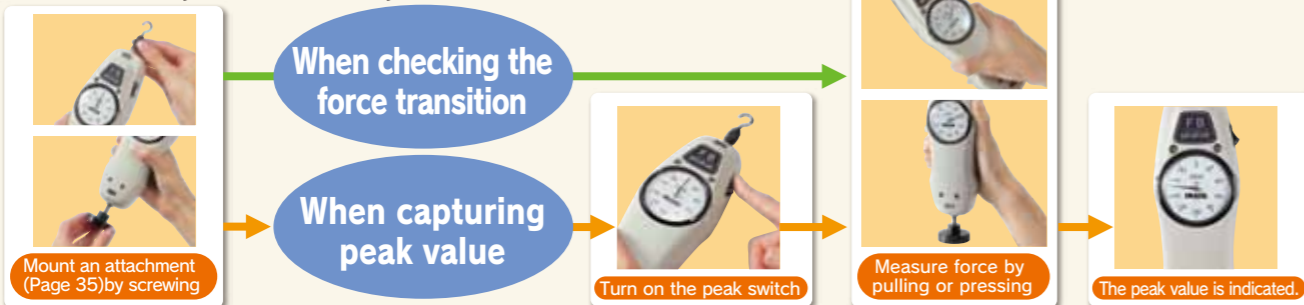 When checking the
force transition
When capturing
peak value
Mount an attachment
(Page 35)by screwing
Turn on the peak switch
Measure force by
pulling or pressing
The peak value is indicated.
FB